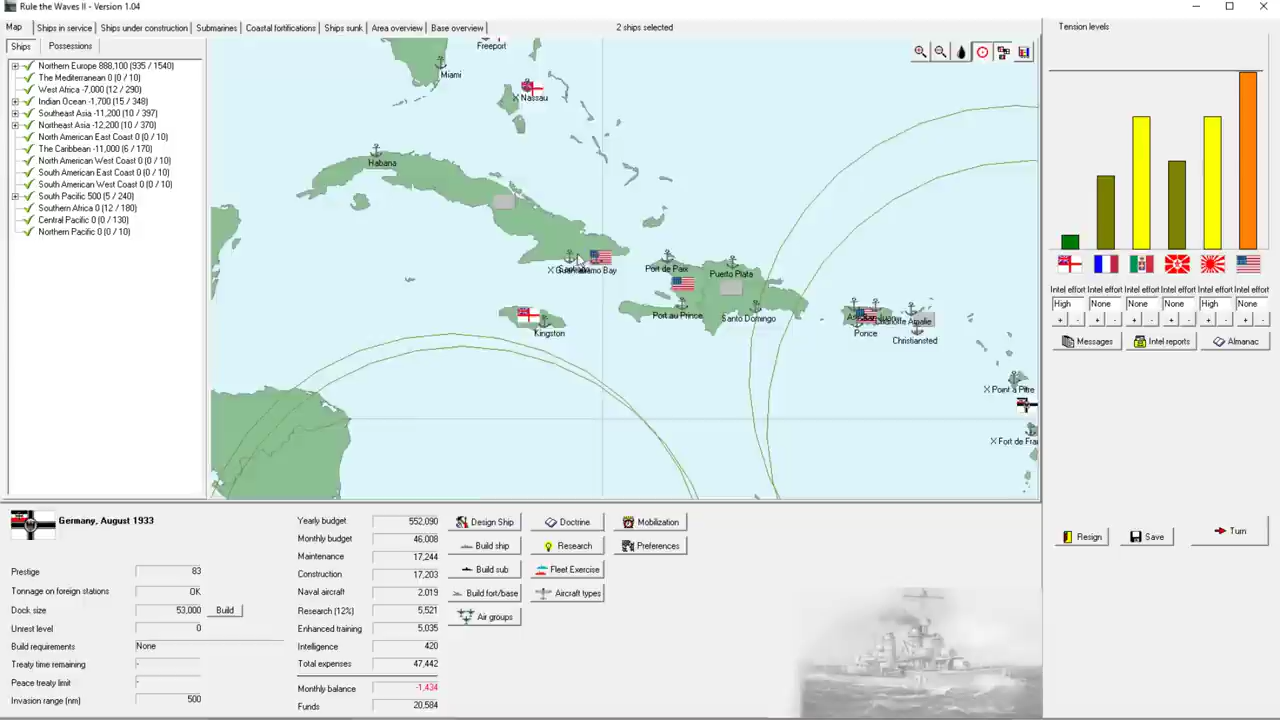 Rule the Waves II - Version 1.04
Map
Ships in service
Ships under construction
Submarines
Coastal fortifications
Ships sunk
Area overview
Base overview
2 ships selected
Ships
Possessions
Northern Europe 888,100 (935 / 1540)
The Mediterranean 0 (0 / 10)
West Africa -7,000 (12 / 290)
Indian Ocean -1,700 (15 / 348)
Southeast Asia -11,200 (10 / 397)
Northeast Asia -12,200 (10 / 370)
North American East Coast 0 (0 / 10)
The Caribbean -11,000 (6 / 170)
North American West Coast 0 (0 / 10)
South American East Coast 0 (0 / 10)
South American West Coast 0 (0 / 10)
South Pacific 500 (5 / 240)
Southern Africa 0 (12 / 180)
Central Pacific 0 (0 / 130)
Northern Pacific 0 (0 / 10)
Freeport
Miami
X Nassau
Habana
Port de Paix
Puerto Plata
Kingston
Port au Prince
Santo Domingo
Ponce
Christiansted
X Point a Pitre
X Fort de Fra
Tension levels
Intel effort Intel effort Intel effort Intel effort Intel effort Intel effort
High None None None High None
+ - + - + - + - + - + -
Messages
Intel reports
Almanac
Resign
Save
Turn
Germany, August 1933
Prestige 83
Tonnage on foreign stations OK
Dock size 53,000 Build
Unrest level 0
Build requirements None
Treaty time remaining -
Peace treaty limit -
Invasion range (nm) 500
Yearly budget 552,090
Monthly budget 46,008
Maintenance 17,244
Construction 17,203
Naval aircraft 2,019
Research (12%) 5,521
Enhanced training 5,035
Intelligence 420
Total expenses 47,442
Monthly balance -1,434
Funds 20,584
Design Ship
Doctrine
Mobilization
Build ship
Research
Preferences
Build sub
Fleet Exercise
Build fort/base
Aircraft types
Air groups